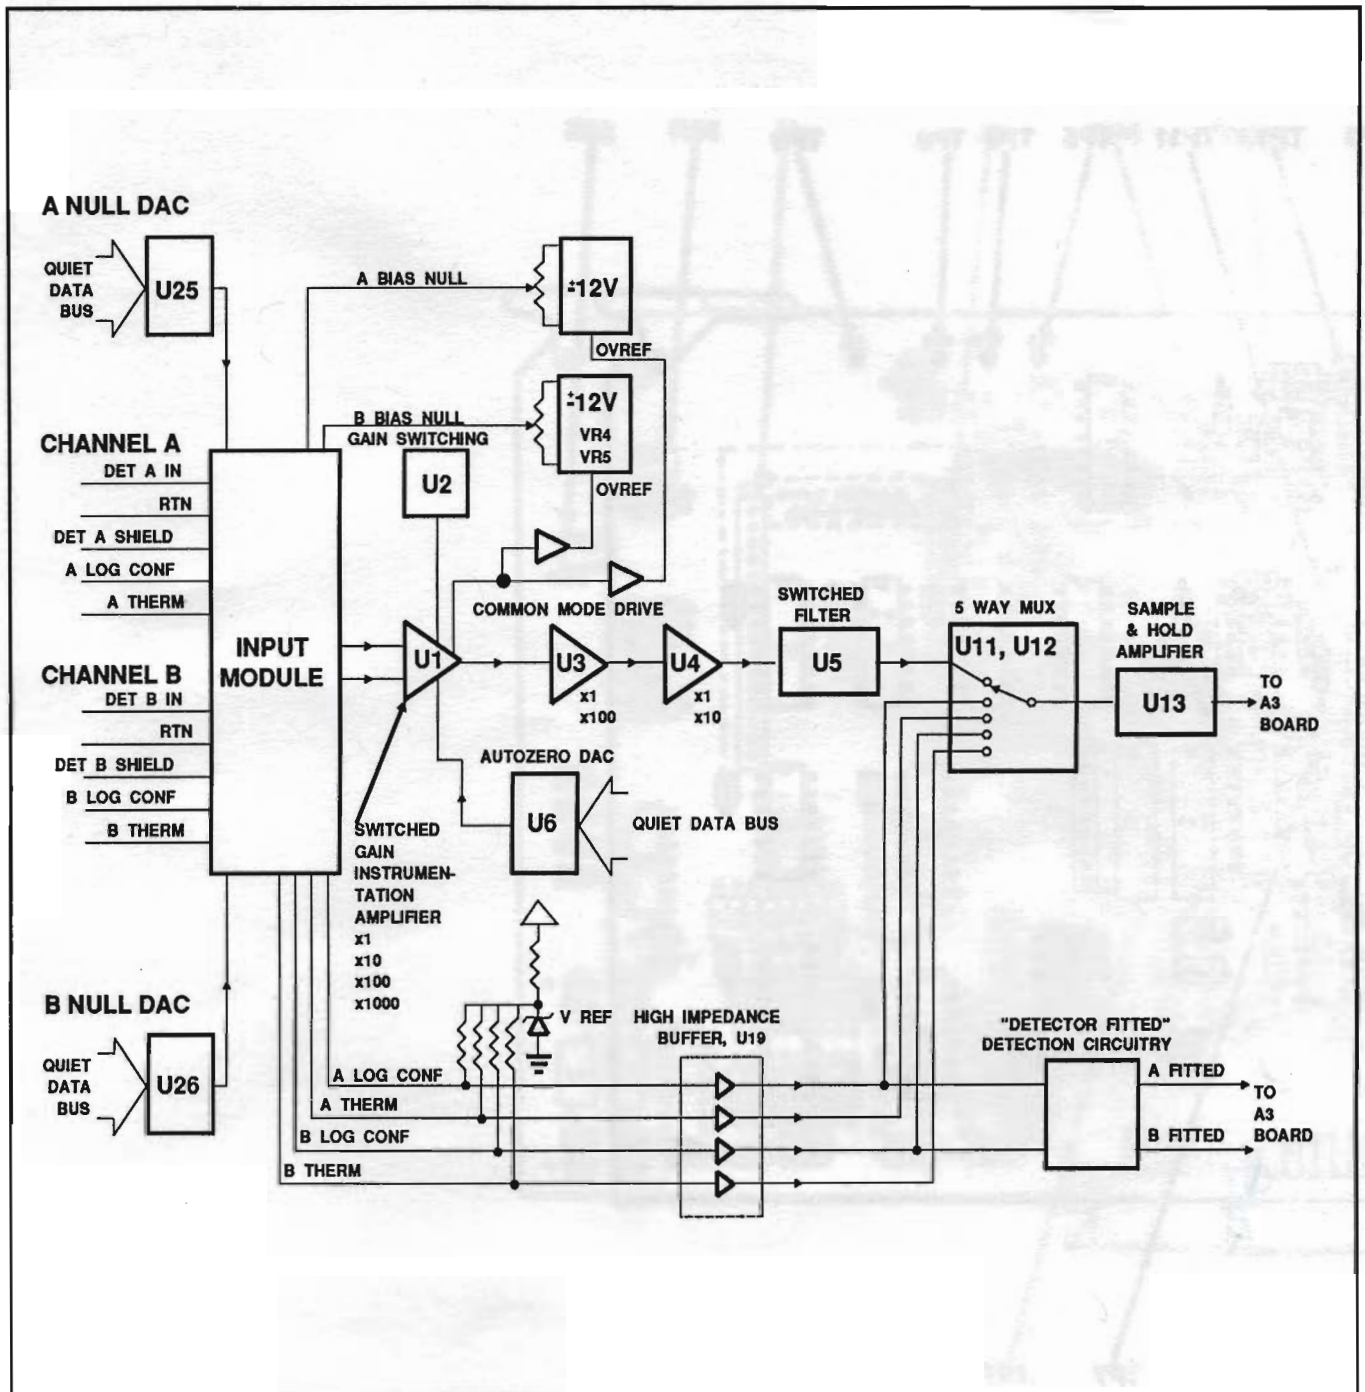 A NULL DAC
QUIET
DATA
BUS
U25
A BIAS NULL
±12V
OVREF
B BIAS NULL
±12V
VR4
VR5
OVREF
GAIN SWITCHING
U2
CHANNEL A
DET A IN
RTN
DET A SHIELD
A LOG CONF
A THERM
CHANNEL B
DET B IN
RTN
DET B SHIELD
B LOG CONF
B THERM
INPUT
MODULE
U1
COMMON MODE DRIVE
U3
x1
x100
U4
x1
x10
SWITCHED
FILTER
U5
5 WAY MUX
U11, U12
SAMPLE
& HOLD
AMPLIFIER
U13
TO
A3
BOARD
AUTOZERO DAC
U6
QUIET DATA BUS
SWITCHED
GAIN
INSTRUMEN-
TATION
AMPLIFIER
x1
x10
x100
x1000
B NULL DAC
QUIET
DATA
BUS
U26
V REF
HIGH IMPEDANCE
BUFFER, U19
A LOG CONF
A THERM
B LOG CONF
B THERM
"DETECTOR FITTED"
DETECTION CIRCUITRY
A FITTED
B FITTED
TO
A3
BOARD